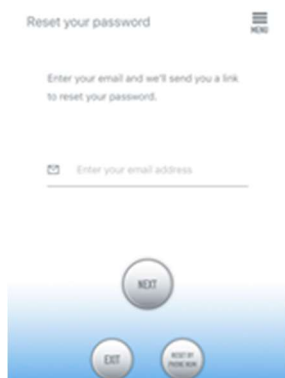 Reset your password
MENU
Enter your email and we'll send you a link
to reset your password.
Enter your email address
NEXT
EXIT
RESET BY
PHONE NUM